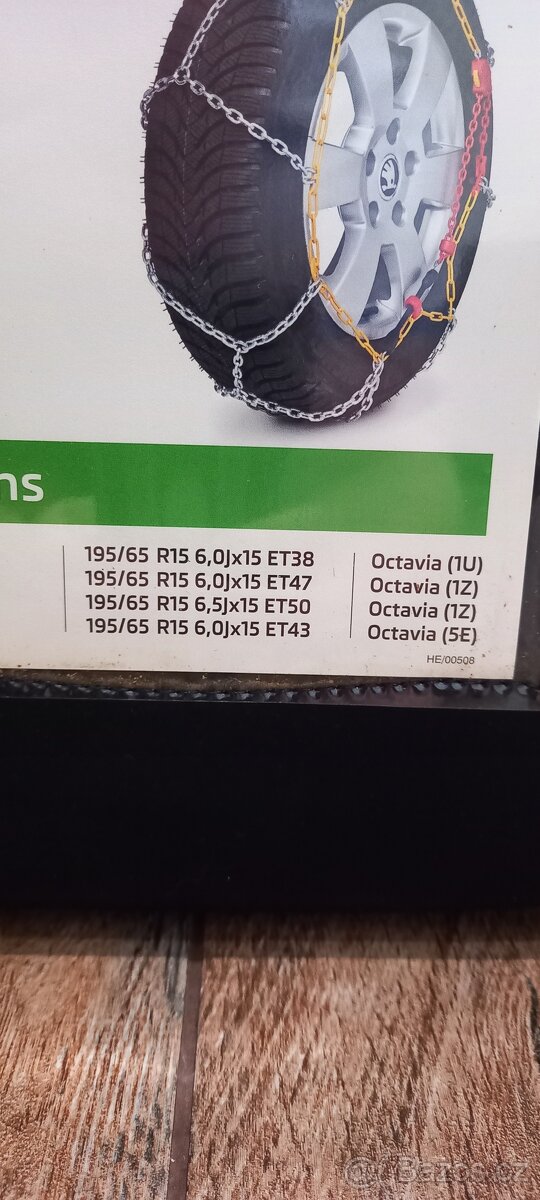 ns
195/65 R15 6,0Jx15 ET38 Octavia (1U)
195/65 R15 6,0Jx15 ET47 Octavia (1Z)
195/65 R15 6,5Jx15 ET50 Octavia (1Z)
195/65 R15 6,0Jx15 ET43 Octavia (5E)
HE/00508
Bazos.cz